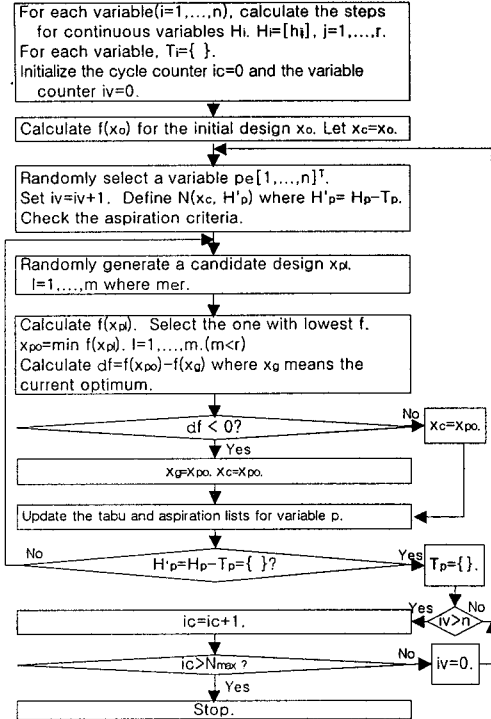 For each variable(i=1,...,n), calculate the steps
for continuous variables Hi. Hi=[hij], j=1,...,r.
For each variable, Ti={ }.
Initialize the cycle counter ic=0 and the variable
counter iv=0.
Calculate f(xo) for the initial design xo. Let xc=xo.
Randomly select a variable pe[1,...,n]ᵀ.
Set iv=iv+1. Define N(xc, H'p) where H'p= Hp-Tp.
Check the aspiration criteria.
Randomly generate a candidate design xpl.
l=1,...,m where mer.
Calculate f(xpl). Select the one with lowest f.
xpo=min f(xpl). l=1,...,m.(m<r)
Calculate df=f(xpo)-f(xg) where xg means the
current optimum.
df < 0?
No
xc=xpo.
Yes
xg=xpo. xc=xpo.
Update the tabu and aspiration lists for variable p.
No
H'p=Hp-Tp={ }?
Yes
Tp={}.
Yes
iv>n
No
ic=ic+1.
ic>Nmax ?
No
iv=0.
Yes
Stop.